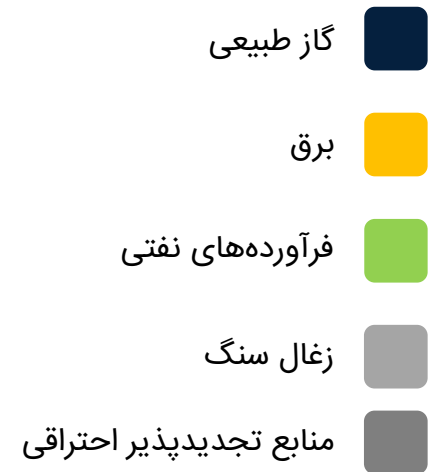 گاز طبیعی
برق
فرآورده‌های نفتی
زغال سنگ
منابع تجدیدپذیر احتراقی